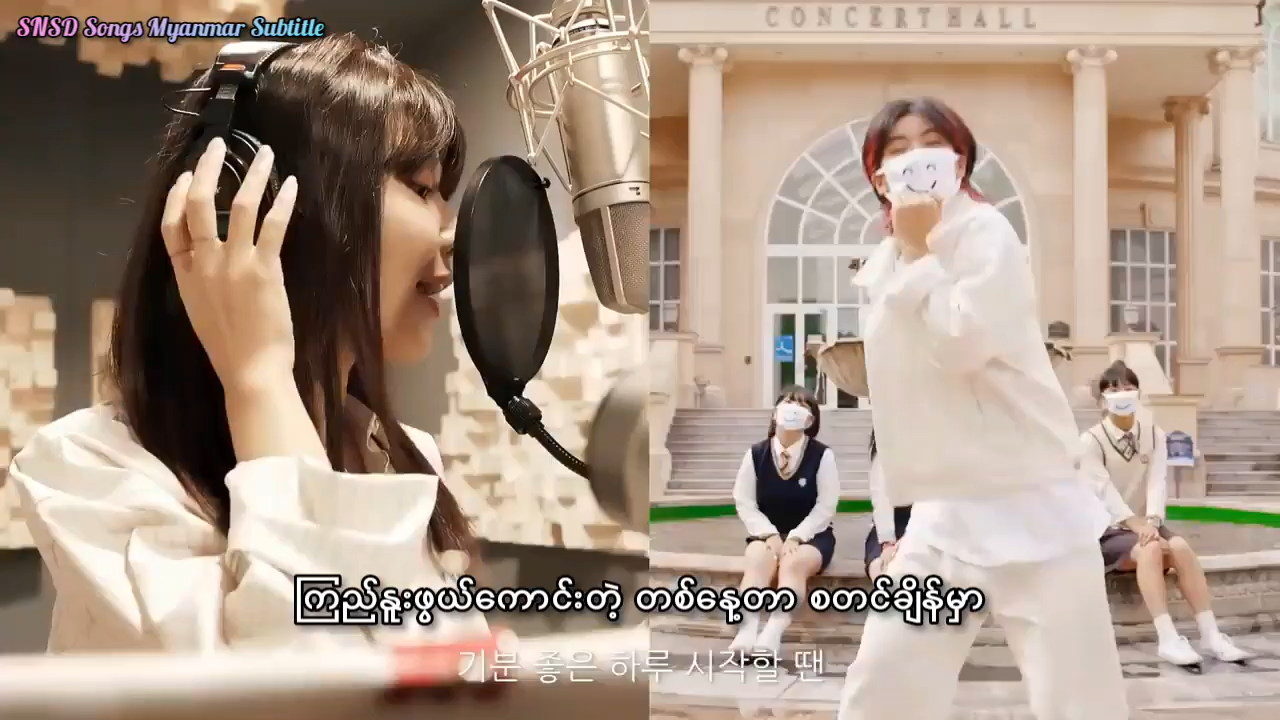 SNSD Songs Myanmar Subtitle
CONCERT HALL
ကြည်နူးဖွယ်ကောင်းတဲ့ တစ်နေ့တာ စတင်ချိန်မှာ
기분 좋은 하루 시작할 땐